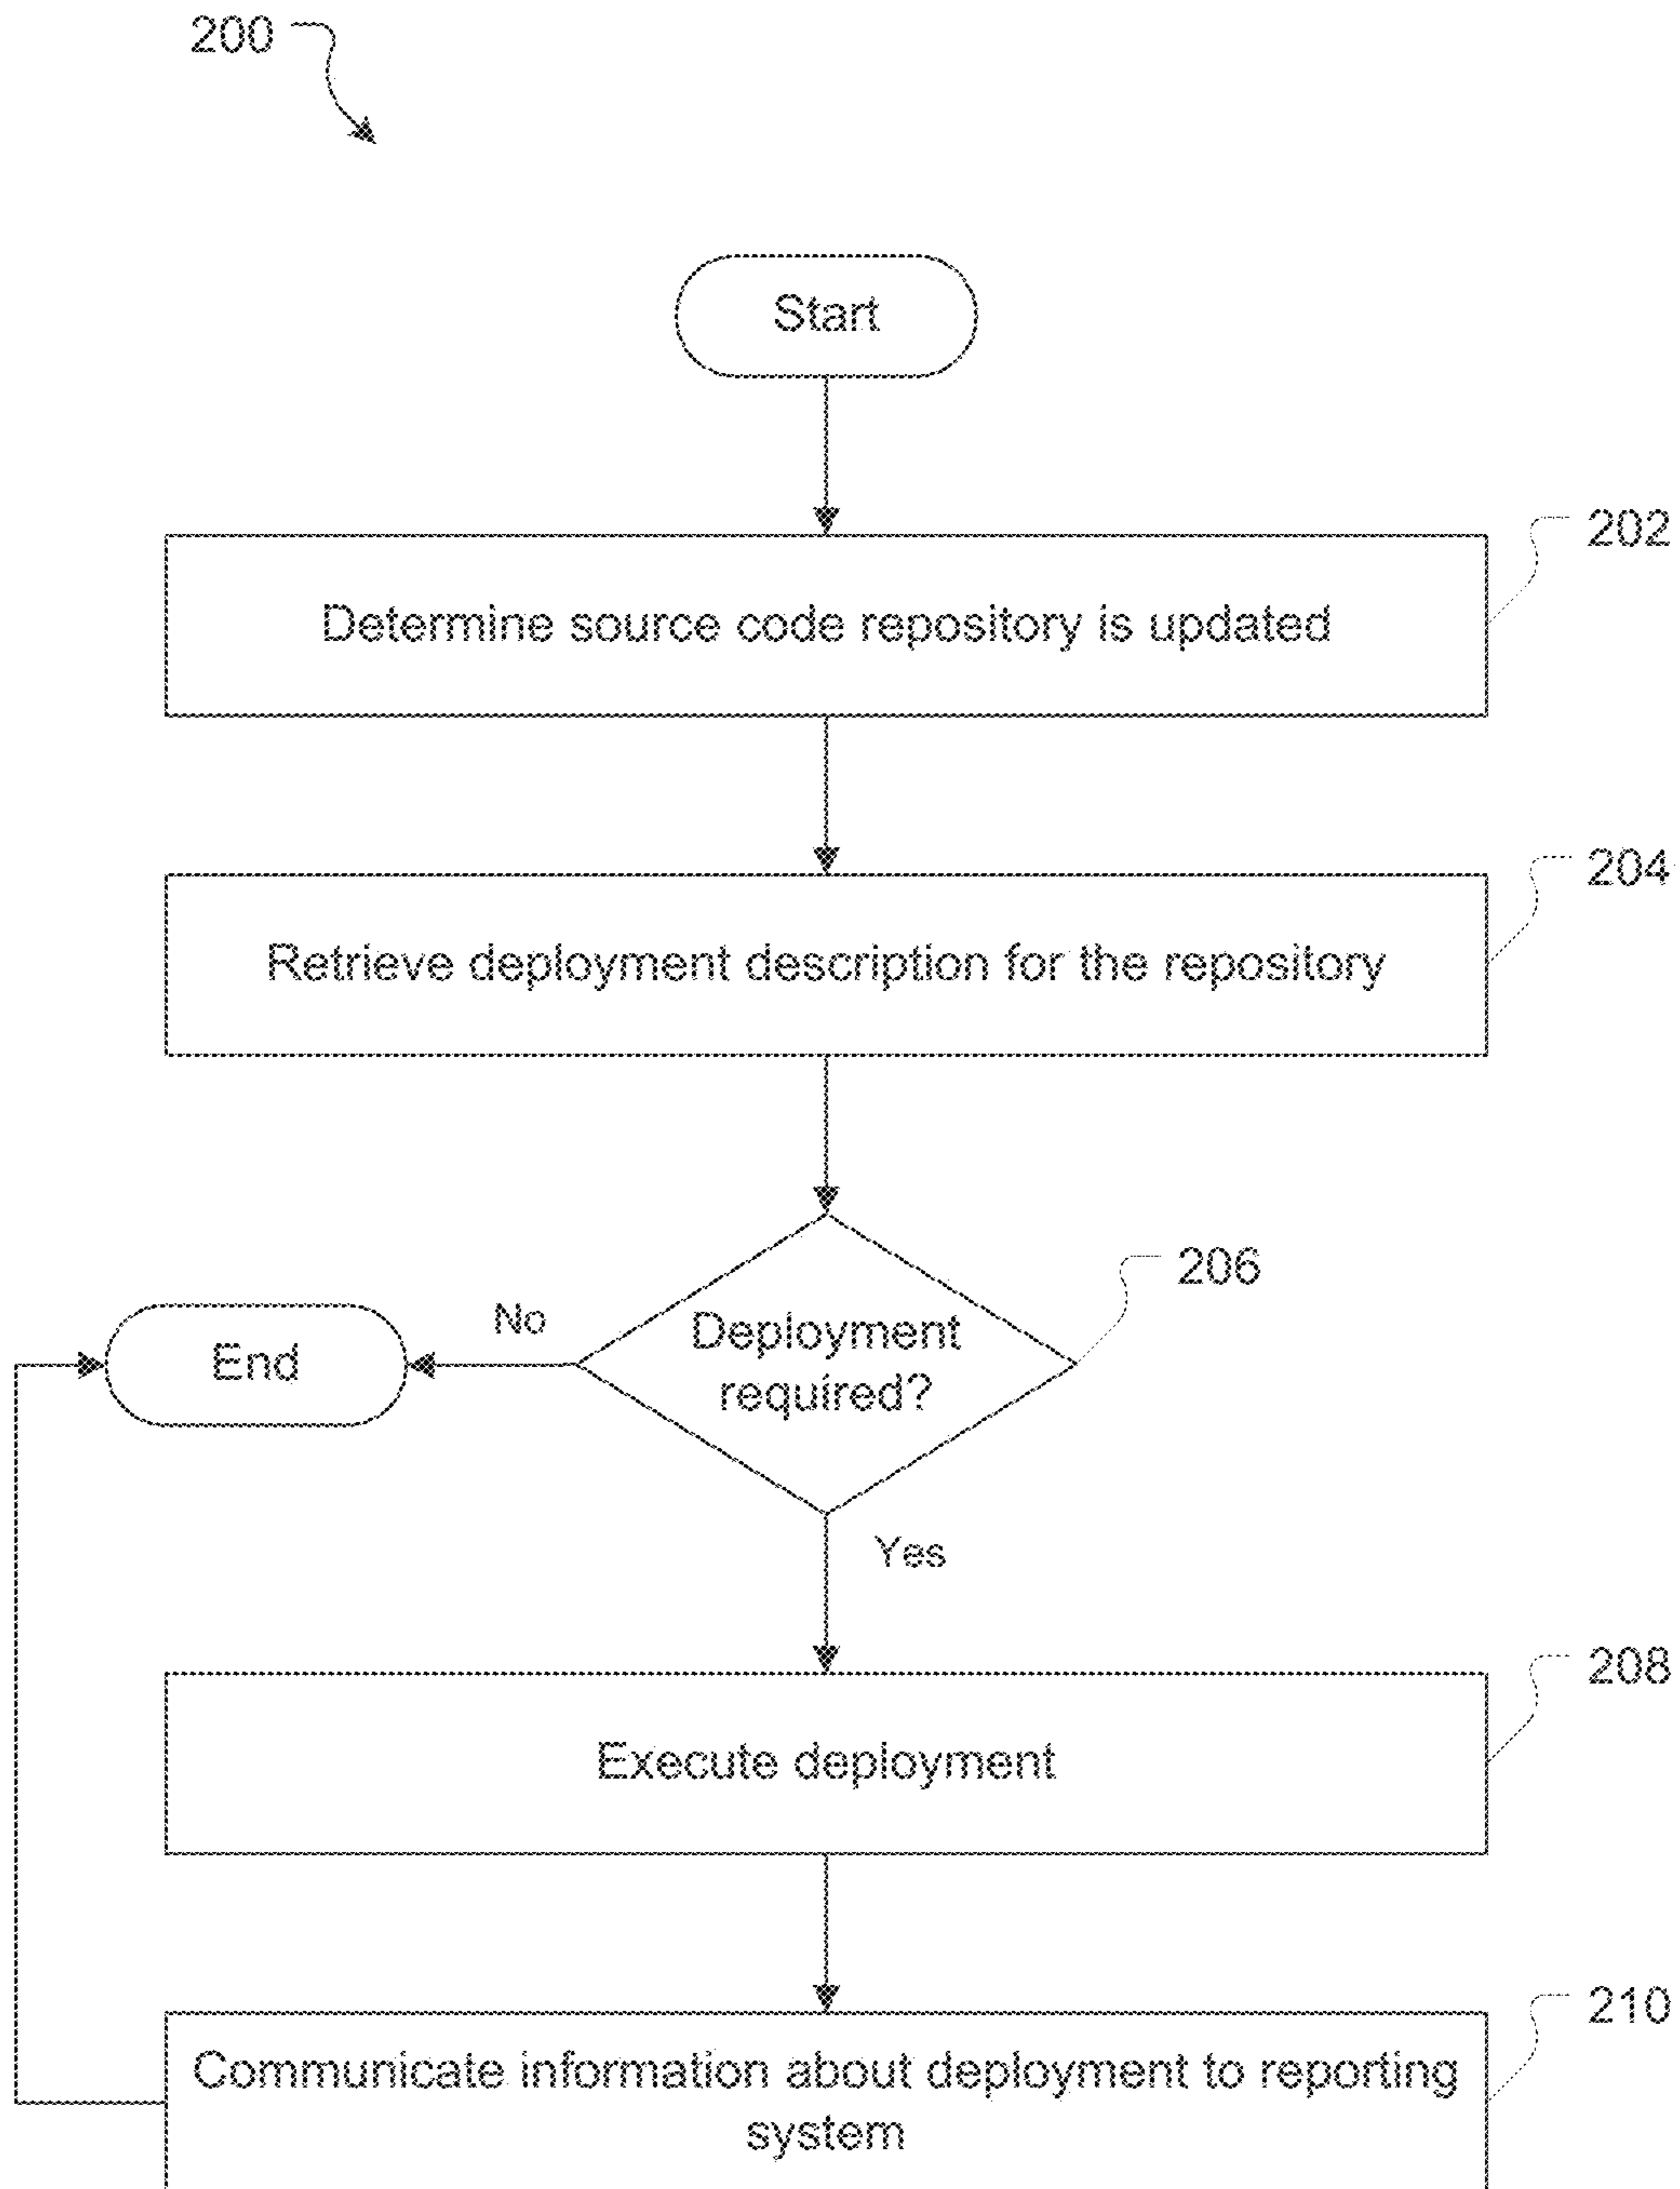 200
Start
202
Determine source code repository is updated
204
Retrieve deployment description for the repository
206
Deployment
required?
No
End
Yes
208
Execute deployment
210
Communicate information about deployment to reporting
system